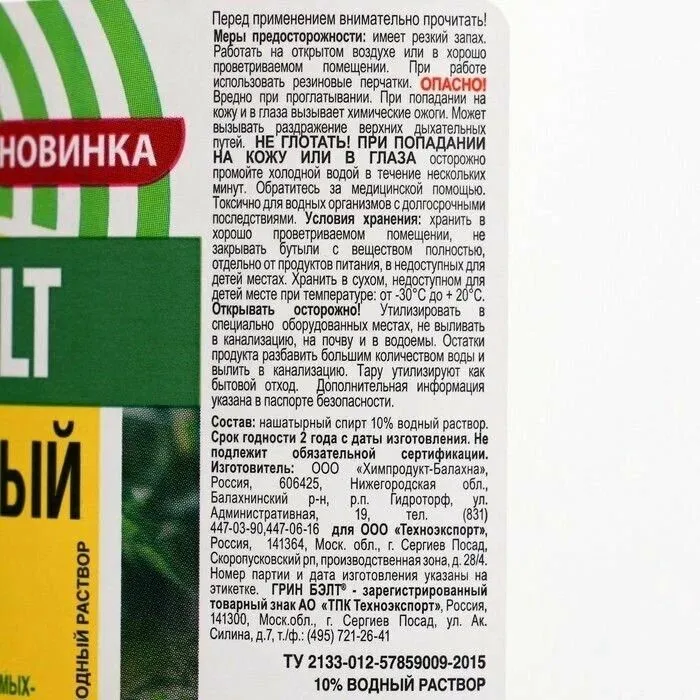 Перед применением внимательно прочитать!
Меры предосторожности: имеет резкий запах.
Работать на открытом воздухе или в хорошо
проветриваемом помещении. При работе
использовать резиновые перчатки. ОПАСНО!
Вредно при проглатывании. При попадании на
кожу и в глаза вызывает химические ожоги. Может
вызывать раздражение верхних дыхательных
путей. НЕ ГЛОТАТЬ! ПРИ ПОПАДАНИИ
НА КОЖУ ИЛИ В ГЛАЗА осторожно
промойте холодной водой в течение нескольких
минут. Обратитесь за медицинской помощью.
Токсично для водных организмов с долгосрочными
последствиями. Условия хранения: хранить в
хорошо проветриваемом помещении, не
закрывать бутыли с веществом полностью,
отдельно от продуктов питания, в недоступных для
детей местах. Хранить в сухом, недоступном для
детей месте при температуре: от -30°С до + 20°С.
Открывать осторожно! Утилизировать в
специально оборудованных местах, не выливать
в канализацию, на почву и в водоемы. Остатки
продукта разбавить большим количеством воды и
вылить в канализацию. Тару утилизируют как
бытовой отход. Дополнительная информация
указана в паспорте безопасности.
Состав: нашатырный спирт 10% водный раствор.
Срок годности 2 года с даты изготовления. Не
подлежит обязательной сертификации.
Изготовитель: ООО «Химпродукт-Балахна»,
Россия, 606425, Нижегородская обл.,
Балахнинский р-н, р.п. Гидроторф, ул.
Административная, 19, тел. (831)
447-03-90,447-06-16 для ООО «Техноэкспорт»,
Россия, 141364, Моск. обл., г. Сергиев Посад,
Скоропусковский рп, производственная зона, д. 28/4.
Номер партии и дата изготовления указаны на
этикетке. ГРИН БЭЛТ® - зарегистрированный
товарный знак АО «ТПК Техноэкспорт», Россия,
141300, Моск.обл., г. Сергиев Посад, ул. Ак.
Силина, д.7, т./ф.: (495) 721-26-41
ТУ 2133-012-57859009-2015
10% ВОДНЫЙ РАСТВОР
НОВИНКА
LT
ЫЙ
ОДНЫЙ РАСТВОР
МЫХ-